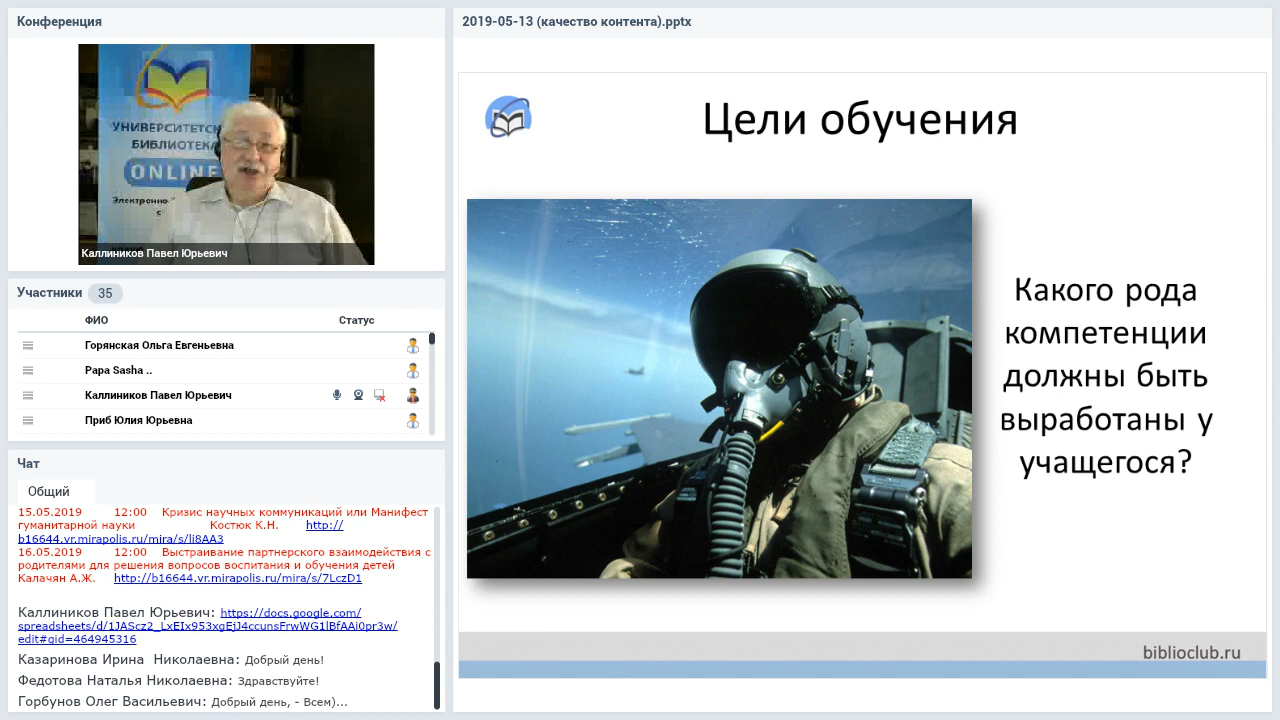 Конференция
УНИВЕРСИТЕТСК
БИБЛИОТЕКА
ONLINE
Электронно
Каллиников Павел Юрьевич
Участники 35
ФИО Статус
Горянская Ольга Евгеньевна
Papa Sasha ..
Каллиников Павел Юрьевич
Приб Юлия Юрьевна
Чат
Общий
15.05.2019 12:00 Кризис научных коммуникаций или Манифест
гуманитарной науки Костюк К.Н. http://
b16644.vr.mirapolis.ru/mira/s/li8AA3
16.05.2019 12:00 Выстраивание партнерского взаимодействия с
родителями для решения вопросов воспитания и обучения детей
Калачян А.Ж. http://b16644.vr.mirapolis.ru/mira/s/7LczD1
Каллиников Павел Юрьевич: https://docs.google.com/
spreadsheets/d/1JAScz2_LxEIx953xgEjJ4ccunsFrwWG1lBfAAi0pr3w/
edit#gid=464945316
Казаринова Ирина Николаевна: Добрый день!
Федотова Наталья Николаевна: Здравствуйте!
Горбунов Олег Васильевич: Добрый день, - Всем)...
2019-05-13 (качество контента).pptx
Цели обучения
Какого рода
компетенции
должны быть
выработаны у
учащегося?
biblioclub.ru